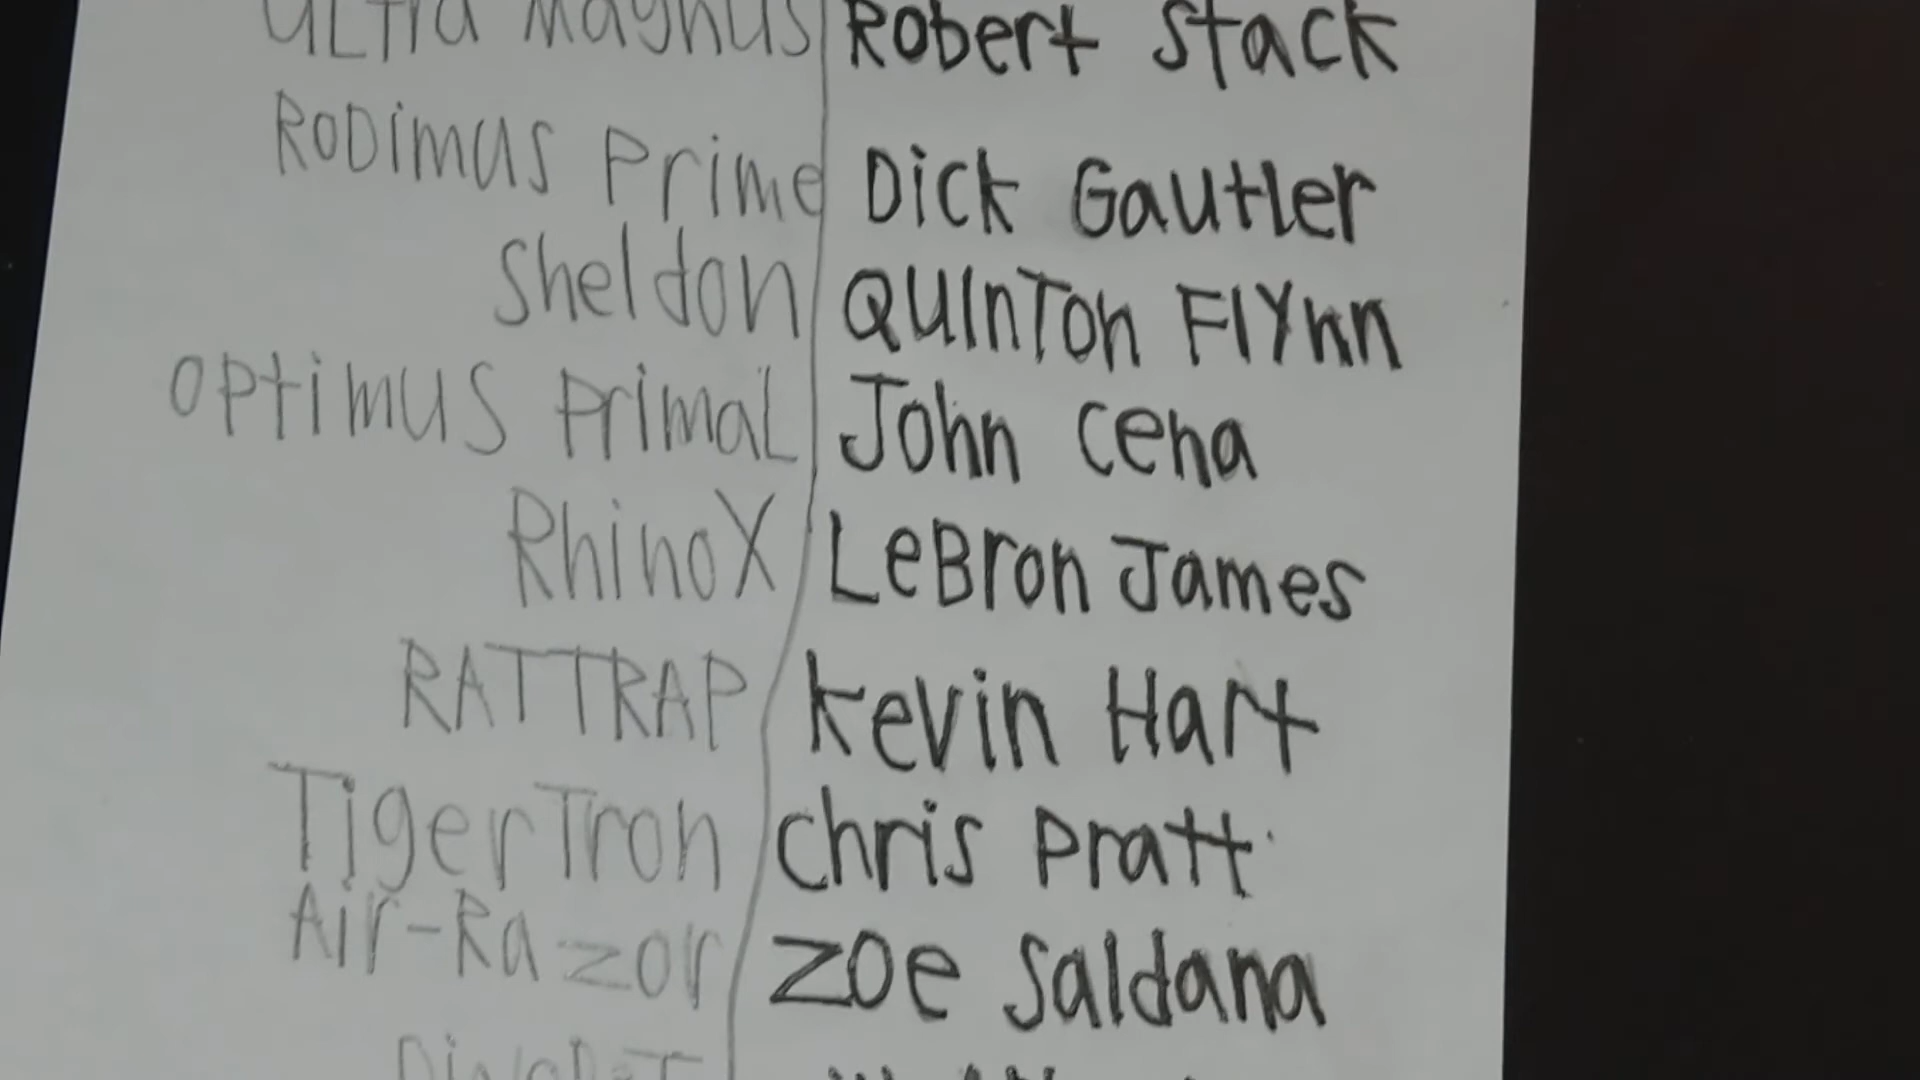 ULTra Magnus Robert Stack
RODimus Prime Dick Gautier
Sheldon QUINTon FlYnn
OPtimus PrimaL John Cena
RhinoX LeBron James
RATTRAP Kevin Hart
TigerTron Chris Pratt
Air-Razor ZOe Saldana